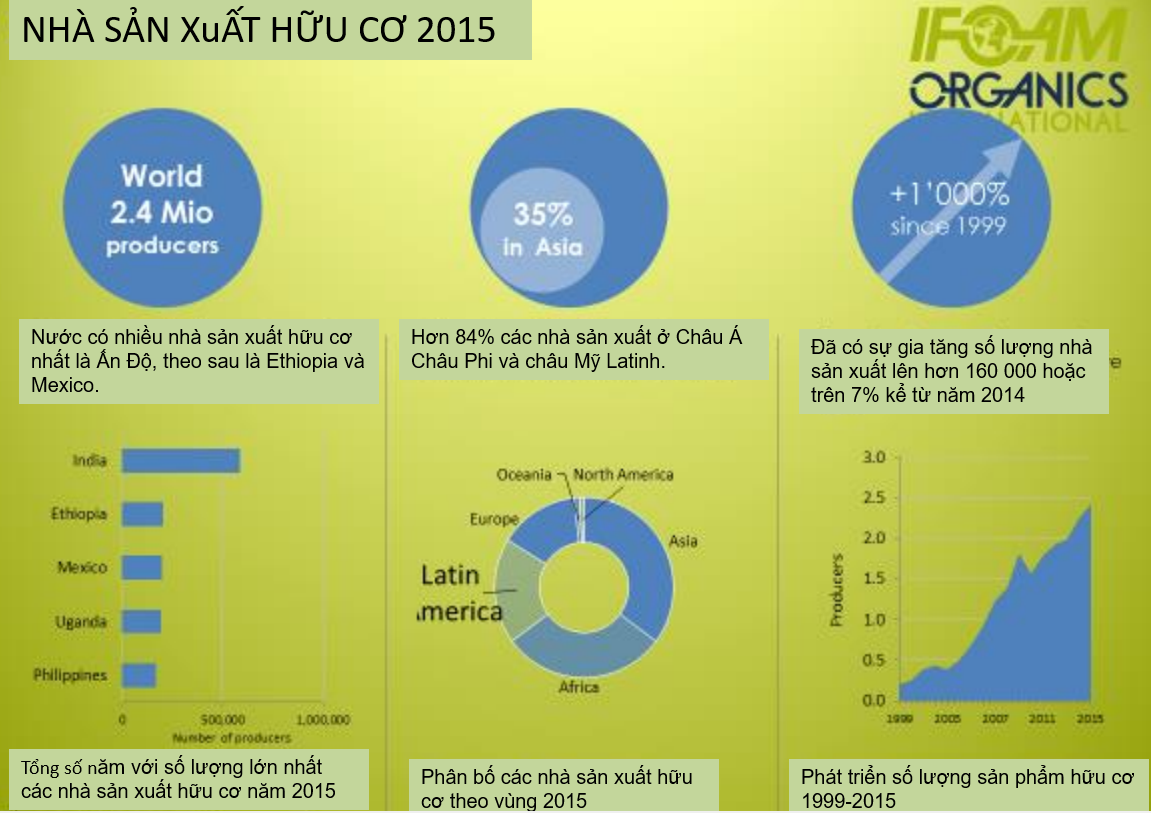 NHÀ SẢN XuẤT HỮU CƠ 2015
IFOAM
ORGANICS
NATIONAL
World
2.4 Mio
producers
35%
in Asia
+1'000%
since 1999
Nước có nhiều nhà sản xuất hữu cơ
nhất là Ấn Độ, theo sau là Ethiopia và
Mexico.
Hơn 84% các nhà sản xuất ở Châu Á
Châu Phi và châu Mỹ Latinh.
Đã có sự gia tăng số lượng nhà
sản xuất lên hơn 160 000 hoặc
trên 7% kể từ năm 2014
India
Ethiopia
Mexico
Uganda
Philippines
0 500,000 1,000,000
Number of producers
Oceania North America
Europe
Asia
Latin
merica
Africa
3.0
2.5
2.0
1.5
1.0
0.5
0.0
Producers
1999 2005 2007 2011 2015
Tổng số năm với số lượng lớn nhất
các nhà sản xuất hữu cơ năm 2015
Phân bố các nhà sản xuất hữu
cơ theo vùng 2015
Phát triển số lượng sản phẩm hữu cơ
1999-2015